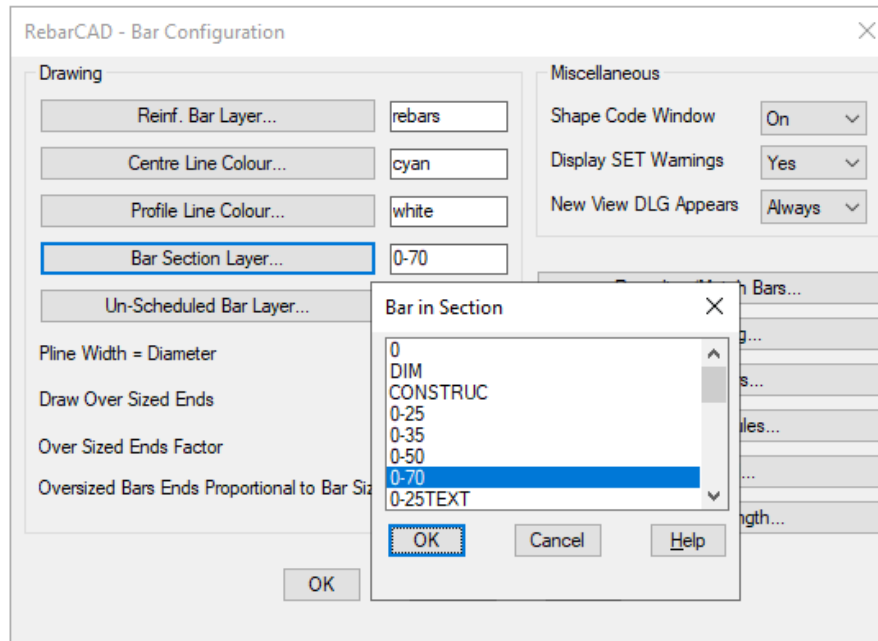 RebarCAD - Bar Configuration
Drawing
Reinf. Bar Layer... rebars
Centre Line Colour... cyan
Profile Line Colour... white
Bar Section Layer... 0-70
Un-Scheduled Bar Layer...
Pline Width = Diameter
Draw Over Sized Ends
Over Sized Ends Factor
Oversized Bars Ends Proportional to Bar Siz
OK
Miscellaneous
Shape Code Window On
Display SET Warnings Yes
New View DLG Appears Always
Bars...
Bar in Section
0
DIM
CONSTRUC
0-25
0-35
0-50
0-70
0-25TEXT
OK Cancel Help